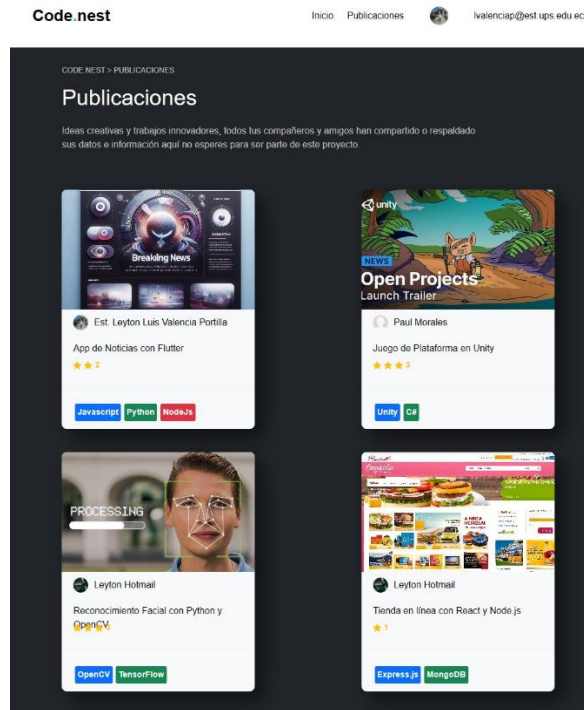 Code.nest
Inicio Publicaciones lvalenciap@est.ups.edu.ec
CODE.NEST > PUBLICACIONES
Publicaciones
Ideas creativas y trabajos innovadores, todos tus compañeros y amigos han compartido o respaldado
sus datos e información aquí no esperes para ser parte de este proyecto.
Breaking News
Est. Leyton Luis Valencia Portilla
App de Noticias con Flutter
2
Javascript Python NodeJs
unity
NEWS
Open Projects
Launch Trailer
Paul Morales
Juego de Plataforma en Unity
3
Unity C#
PROCESSING
Leyton Hotmail
Reconocimiento Facial con Python y
OpenCV
OpenCV TensorFlow
Leyton Hotmail
Tienda en línea con React y Node.js
1
Express.js MongoDB